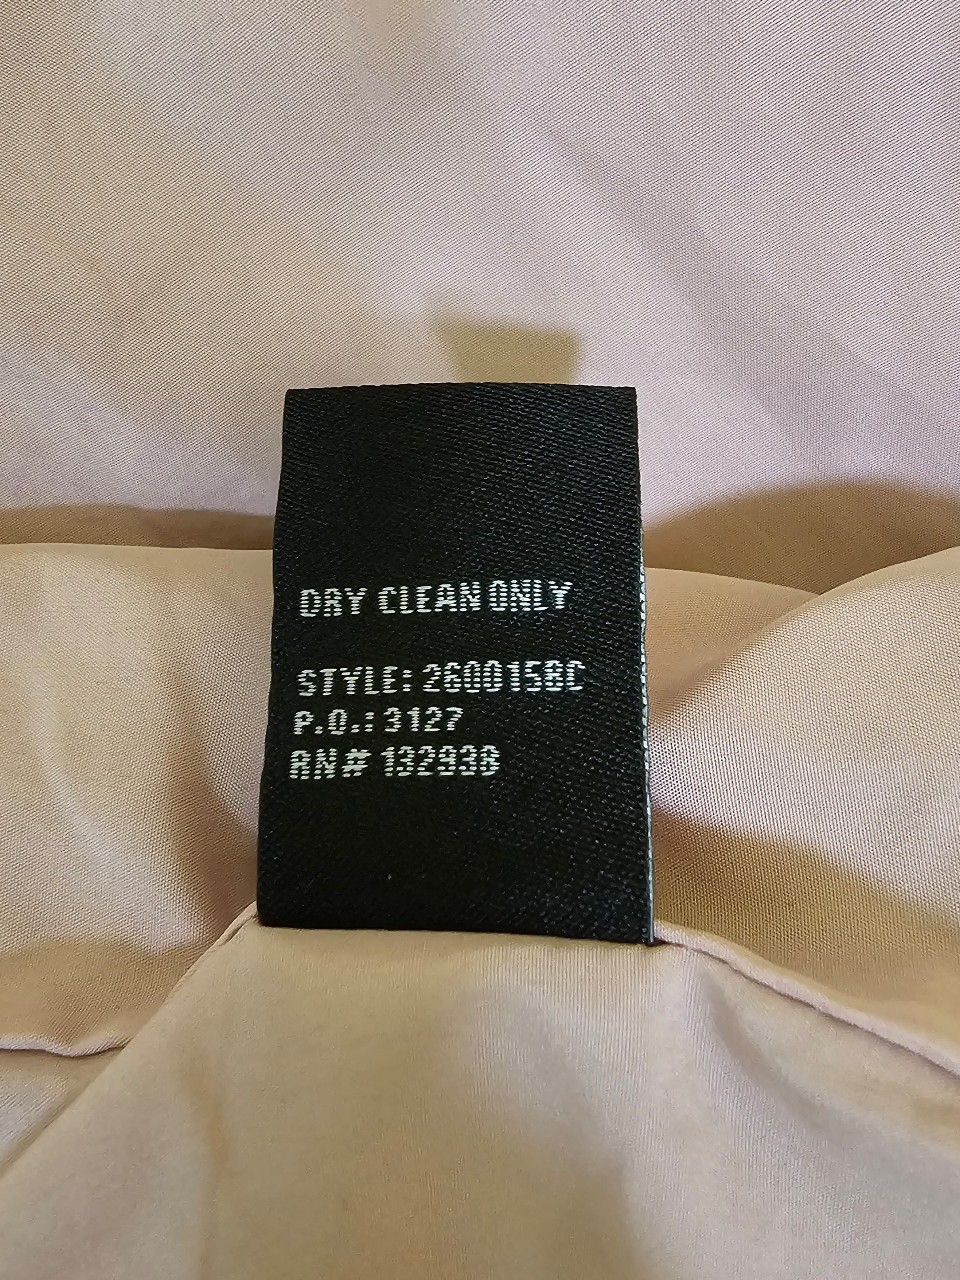 DRY CLEAN ONLY
STYLE: 260015BC
P.O.: 3127
RN# 132938